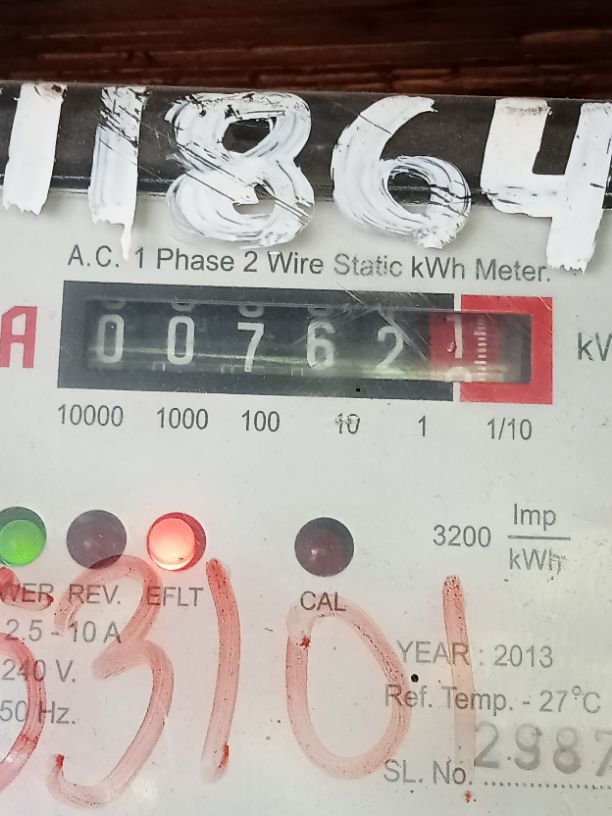 11864
A.C. 1 Phase 2 Wire Static kWh Meter.
A
0 0 7 6 2 1
kW
10000 1000 100 10 1 1/10
3200 Imp/kWh
WER REV. EFLT CAL
2.5 - 10 A
240 V.
50 Hz.
53101
YEAR : 2013
Ref. Temp. - 27°C
SL. No. 2987